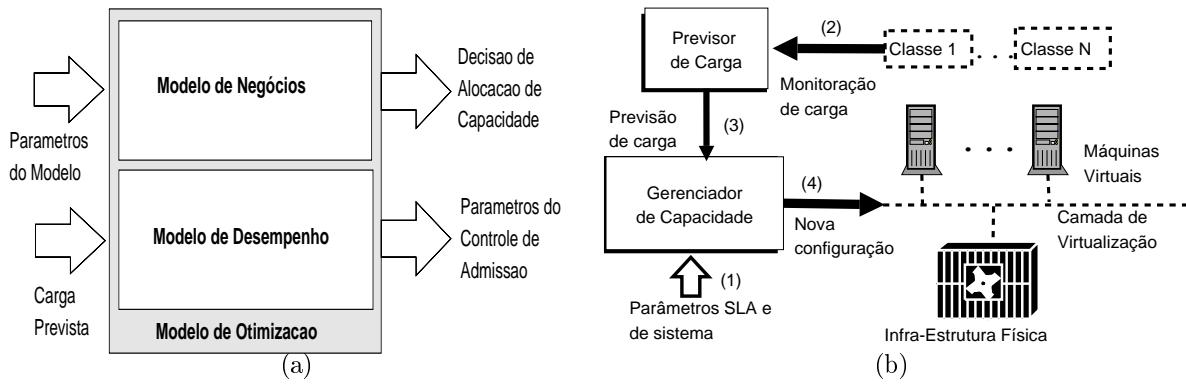 Parametros
do Modelo
Carga
Prevista
Modelo de Negócios
Modelo de Desempenho
Modelo de Otimizacao
Decisao de
Alocacao de
Capacidade
Parametros do
Controle de
Admissao
(a)
Previsor
de Carga
(2)
Classe 1
. . .
Classe N
Monitoração
de carga
Previsão
de carga
(3)
Gerenciador
de Capacidade
(4)
Nova
configuração
(1)
Parâmetros SLA e
de sistema
. . .
Máquinas
Virtuais
Camada de
Virtualização
Infra-Estrutura Física
(b)